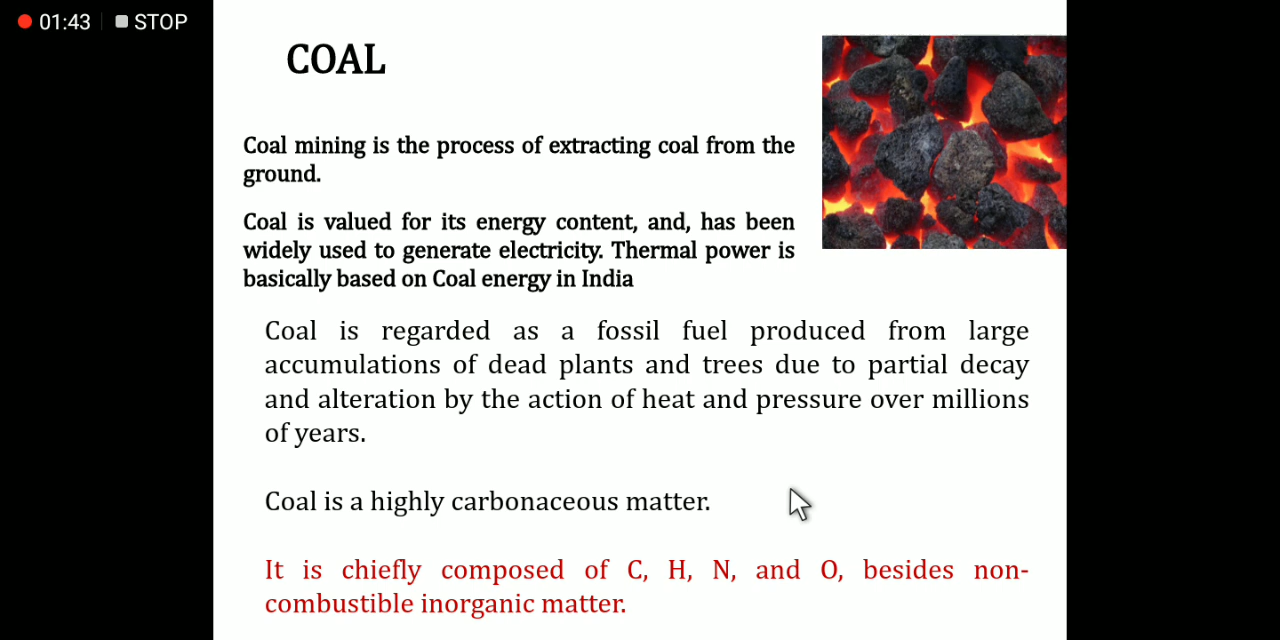 01:43 STOP
COAL
Coal mining is the process of extracting coal from the
ground.
Coal is valued for its energy content, and, has been
widely used to generate electricity. Thermal power is
basically based on Coal energy in India
Coal is regarded as a fossil fuel produced from large
accumulations of dead plants and trees due to partial decay
and alteration by the action of heat and pressure over millions
of years.
Coal is a highly carbonaceous matter.
It is chiefly composed of C, H, N, and O, besides non-
combustible inorganic matter.